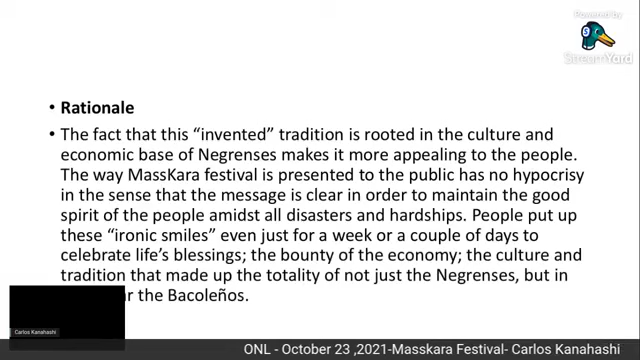 Powered by
StreamYard
• Rationale
• The fact that this “invented” tradition is rooted in the culture and
economic base of Negrenses makes it more appealing to the people.
The way MassKara festival is presented to the public has no hypocrisy
in the sense that the message is clear in order to maintain the good
spirit of the people amidst all disasters and hardships. People put up
these “ironic smiles” even just for a week or a couple of days to
celebrate life’s blessings; the bounty of the economy; the culture and
tradition that made up the totality of not just the Negrenses, but in
the Bacoleños.
Carlos Kanahashi
ONL - October 23 ,2021-Masskara Festival- Carlos Kanahashi